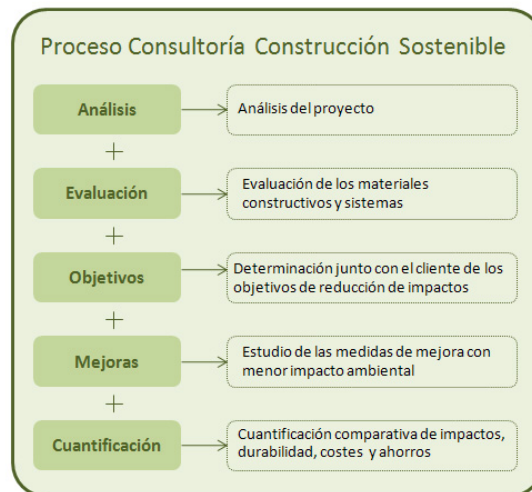 Proceso Consultoría Construcción Sostenible
Análisis
Análisis del proyecto
+
Evaluación
Evaluación de los materiales
constructivos y sistemas
+
Objetivos
Determinación junto con el cliente de los
objetivos de reducción de impactos
+
Mejoras
Estudio de las medidas de mejora con
menor impacto ambiental
+
Cuantificación
Cuantificación comparativa de impactos,
durabilidad, costes y ahorros